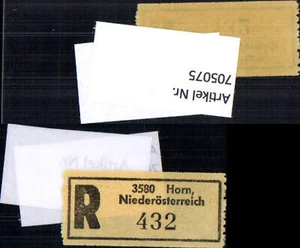 Artikel Nr.
705075
3580 Horn,
Niederösterreich
R
432